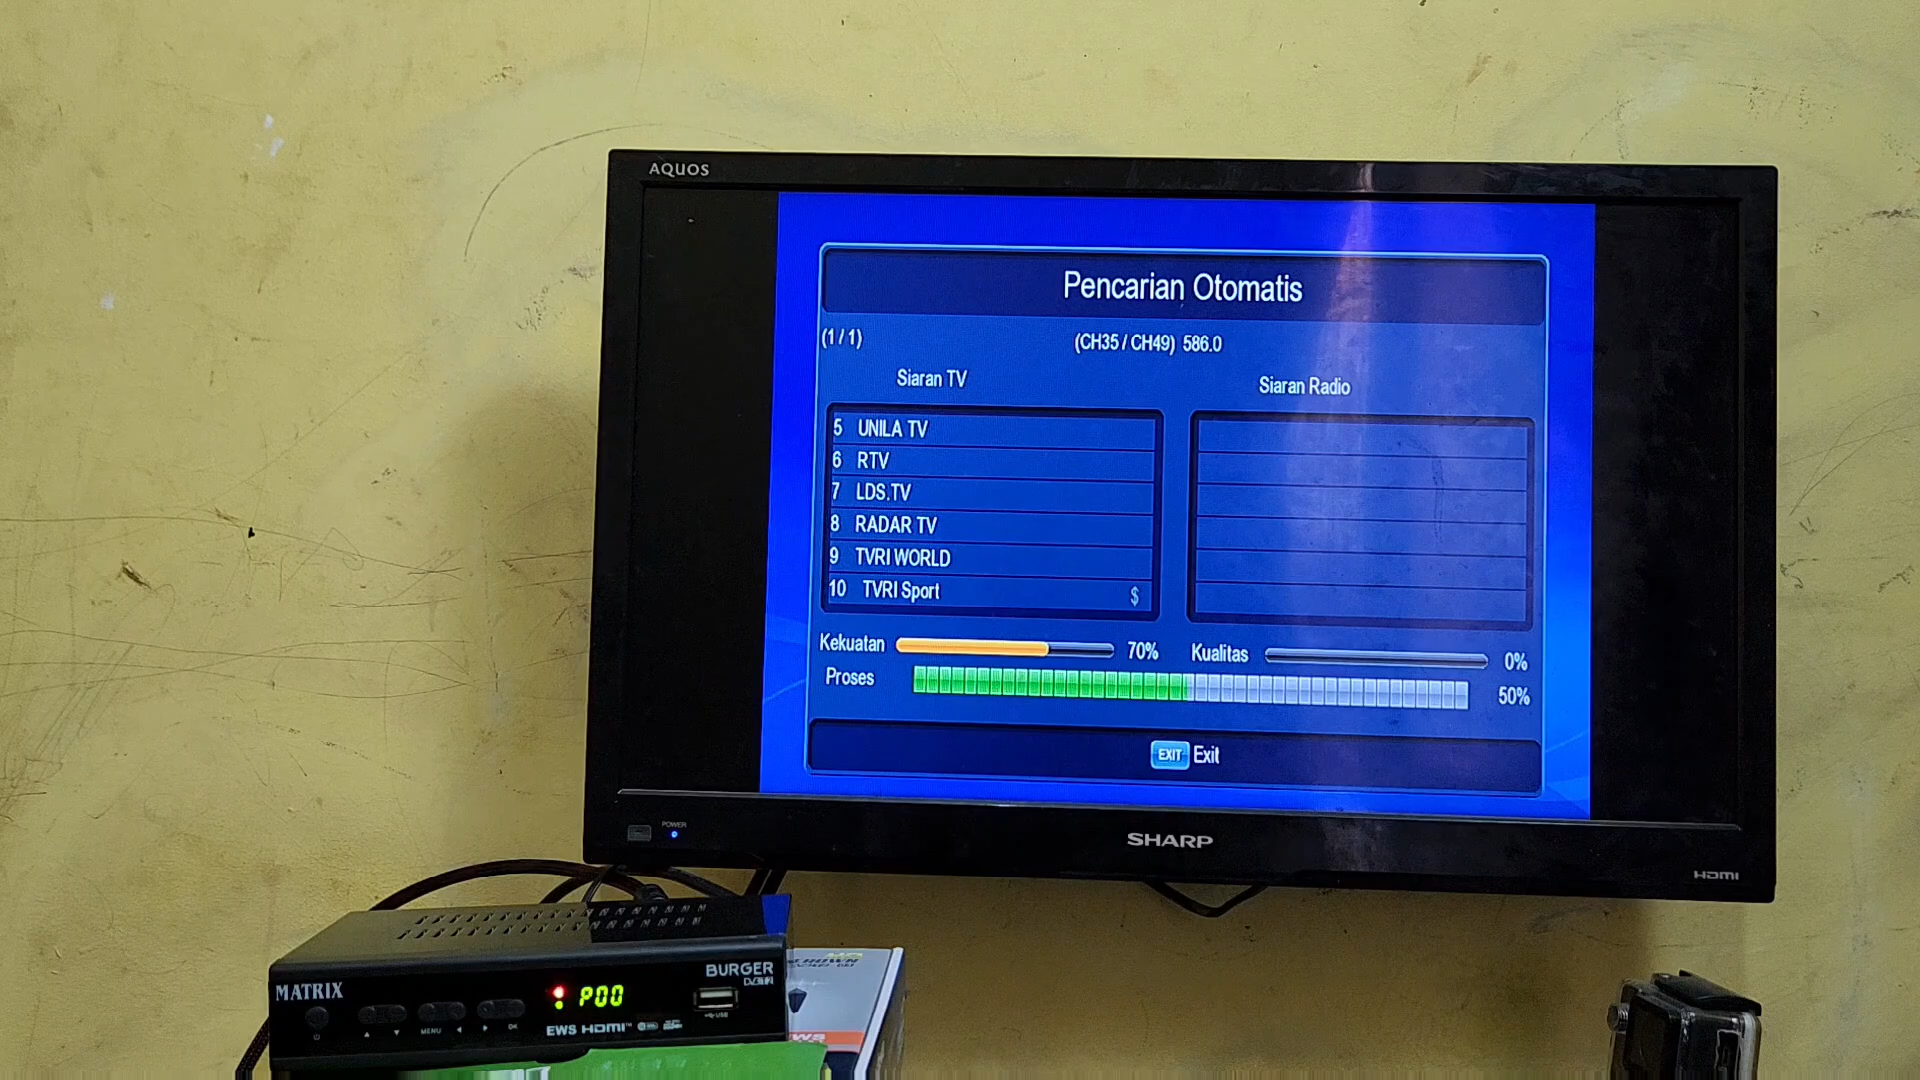 AQUOS
Pencarian Otomatis
(1 / 1)
(CH35 / CH49) 586.0
Siaran TV
Siaran Radio
5 UNILA TV
6 RTV
7 LDS.TV
8 RADAR TV
9 TVRI WORLD
10 TVRI Sport $
Kekuatan 70%
Kualitas 0%
Proses 50%
EXIT Exit
POWER
SHARP
HDMI
MATRIX
BURGER
DVBT2
P00
MENU
OK
EWS HDMI
USB